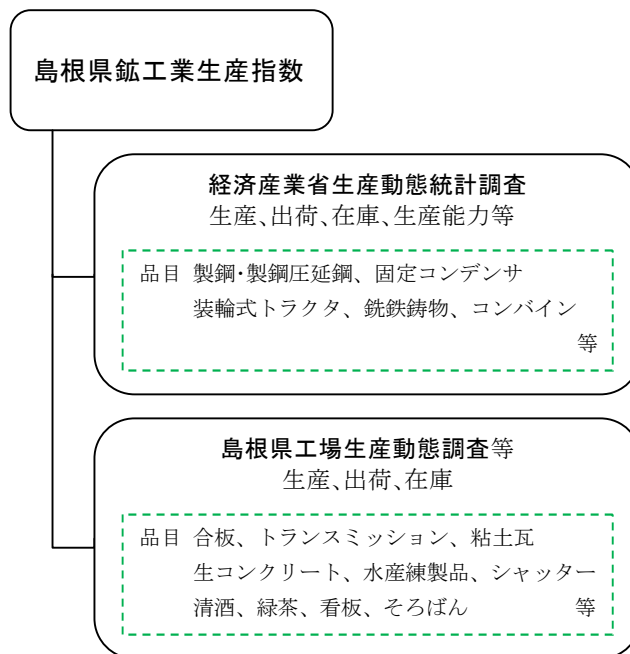 島根県鉱工業生産指数
経済産業省生産動態統計調査
生産、出荷、在庫、生産能力等
品目 製鋼・製鋼圧延鋼、固定コンデンサ
装輪式トラクタ、銑鉄鋳物、コンバイン
等
島根県工場生産動態調査等
生産、出荷、在庫
品目 合板、トランスミッション、粘土瓦
生コンクリート、水産練製品、シャッター
清酒、緑茶、看板、そろばん 等